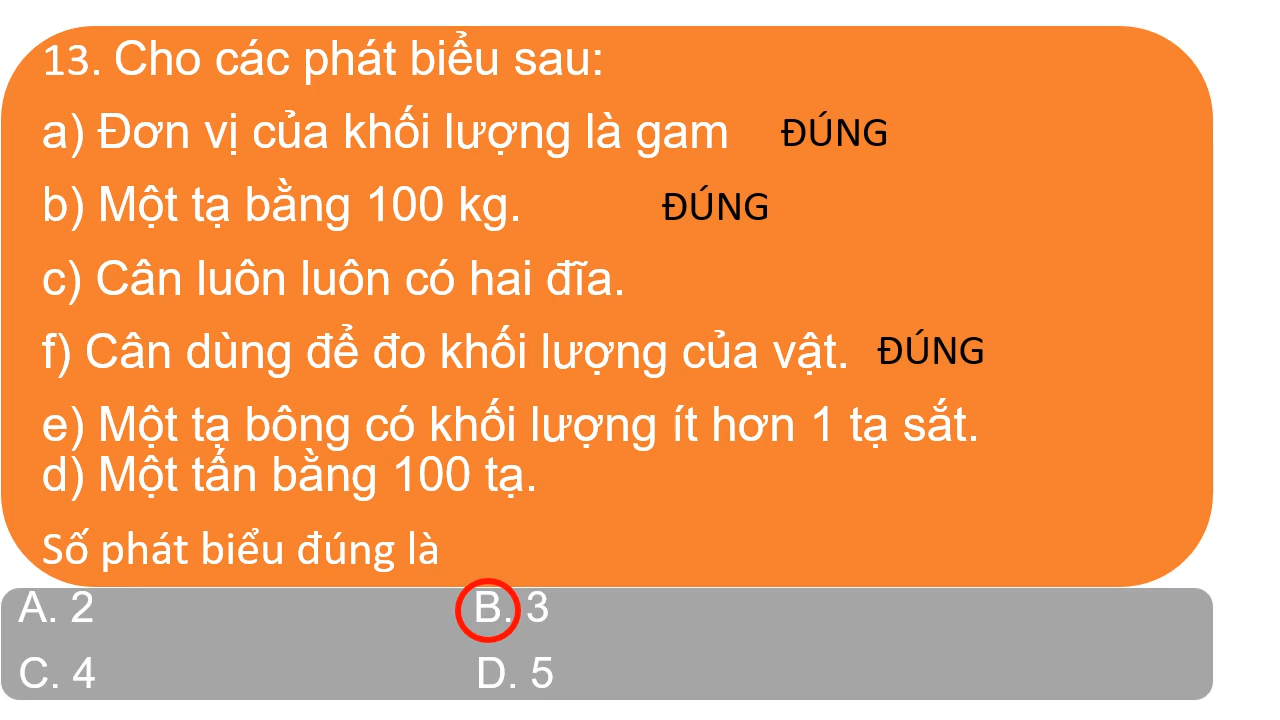 13. Cho các phát biểu sau:
a) Đơn vị của khối lượng là gam ĐÚNG
b) Một tạ bằng 100 kg. ĐÚNG
c) Cân luôn luôn có hai đĩa.
f) Cân dùng để đo khối lượng của vật. ĐÚNG
e) Một tạ bông có khối lượng ít hơn 1 tạ sắt.
d) Một tấn bằng 100 tạ.
Số phát biểu đúng là
A. 2 B. 3
C. 4 D. 5